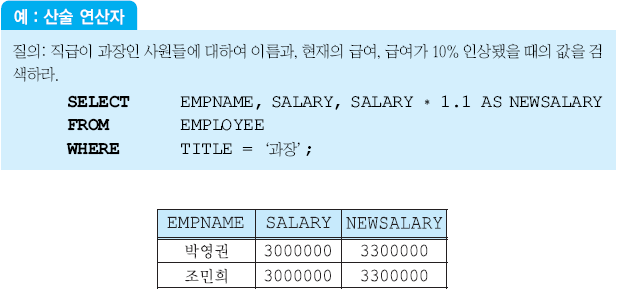 예 : 산술 연산자
질의: 직급이 과장인 사원들에 대하여 이름과, 현재의 급여, 급여가 10% 인상됐을 때의 값을 검
색하라.
SELECT EMPNAME, SALARY, SALARY * 1.1 AS NEWSALARY
FROM EMPLOYEE
WHERE TITLE = ‘과장’;
EMPNAME SALARY NEWSALARY
박영권 3000000 3300000
조민희 3000000 3300000